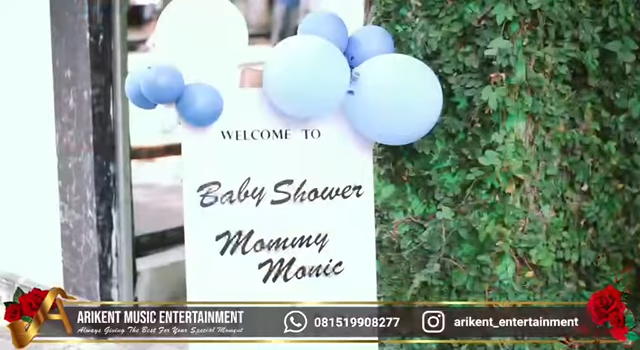 WELCOME TO
Baby Shower
Mommy
Monic
ARIKENT MUSIC ENTERTAINMENT
Always Giving The Best For Your Special Moment
081519908277
arikent_entertainment